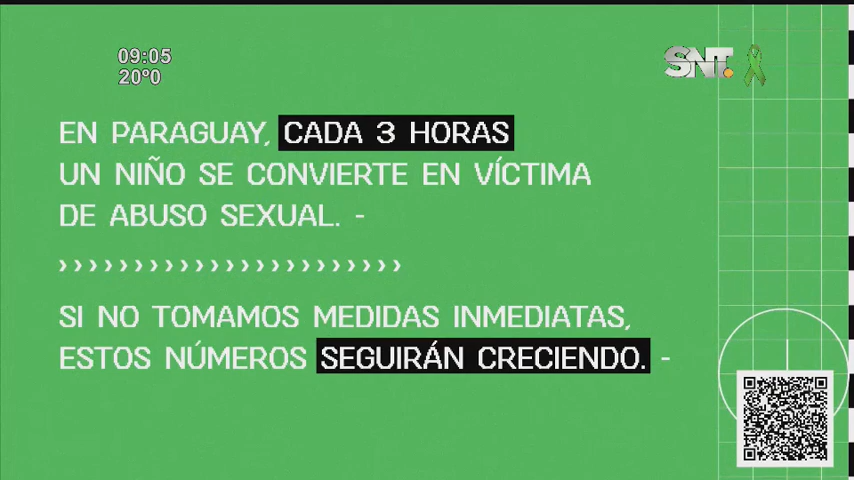 09:05
20°0
SNT.
EN PARAGUAY, CADA 3 HORAS
UN NIÑO SE CONVIERTE EN VÍCTIMA
DE ABUSO SEXUAL. -
›››››››››››››››››››››››
SI NO TOMAMOS MEDIDAS INMEDIATAS,
ESTOS NÚMEROS SEGUIRÁN CRECIENDO. -